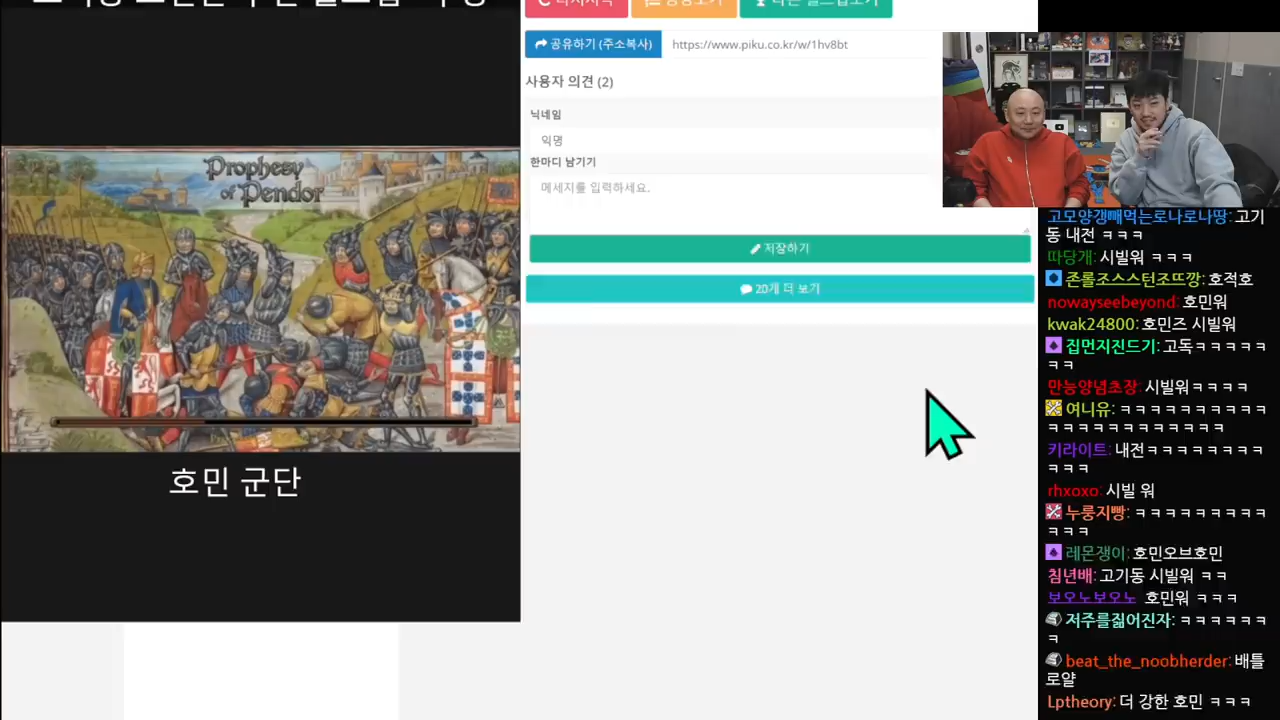 공유하기 (주소복사)
https://www.piku.co.kr/w/1hv8bt
사용자 의견 (2)
닉네임
익명
한마디 남기기
메세지를 입력하세요.
저장하기
20개 더 보기
Prophesy
of Pendor
호민 군단
고모양갱빼먹는로나로나땅: 고기
동 내전 ㅋㅋㅋ
따당개: 시빌워 ㅋㅋㅋ
존롤조스스턴조뜨깡: 호적호
nowayseebeyond: 호민워
kwak24800: 호민즈 시빌워
집먼지진드기: 고독ㅋㅋㅋㅋㅋ
ㅋㅋ
만능양념초장: 시빌워ㅋㅋㅋㅋ
여니유: ㅋㅋㅋㅋㅋㅋㅋㅋㅋㅋ
ㅋㅋㅋㅋㅋㅋㅋㅋㅋㅋㅋㅋ
키라이트: 내전ㅋㅋㅋㅋㅋㅋㅋㅋ
ㅋㅋㅋ
rhxoxo: 시빌 워
누룽지빵: ㅋㅋㅋㅋㅋㅋㅋㅋㅋ
ㅋㅋㅋ
레몬쟁이: 호민오브호민
침년배: 고기동 시빌워 ㅋㅋ
보오노보오노 호민워 ㅋㅋㅋ
저주를짊어진자: ㅋㅋㅋㅋㅋㅋ
ㅋ
beat_the_noobherder: 배틀
로얄
Lptheory: 더 강한 호민 ㅋㅋㅋ